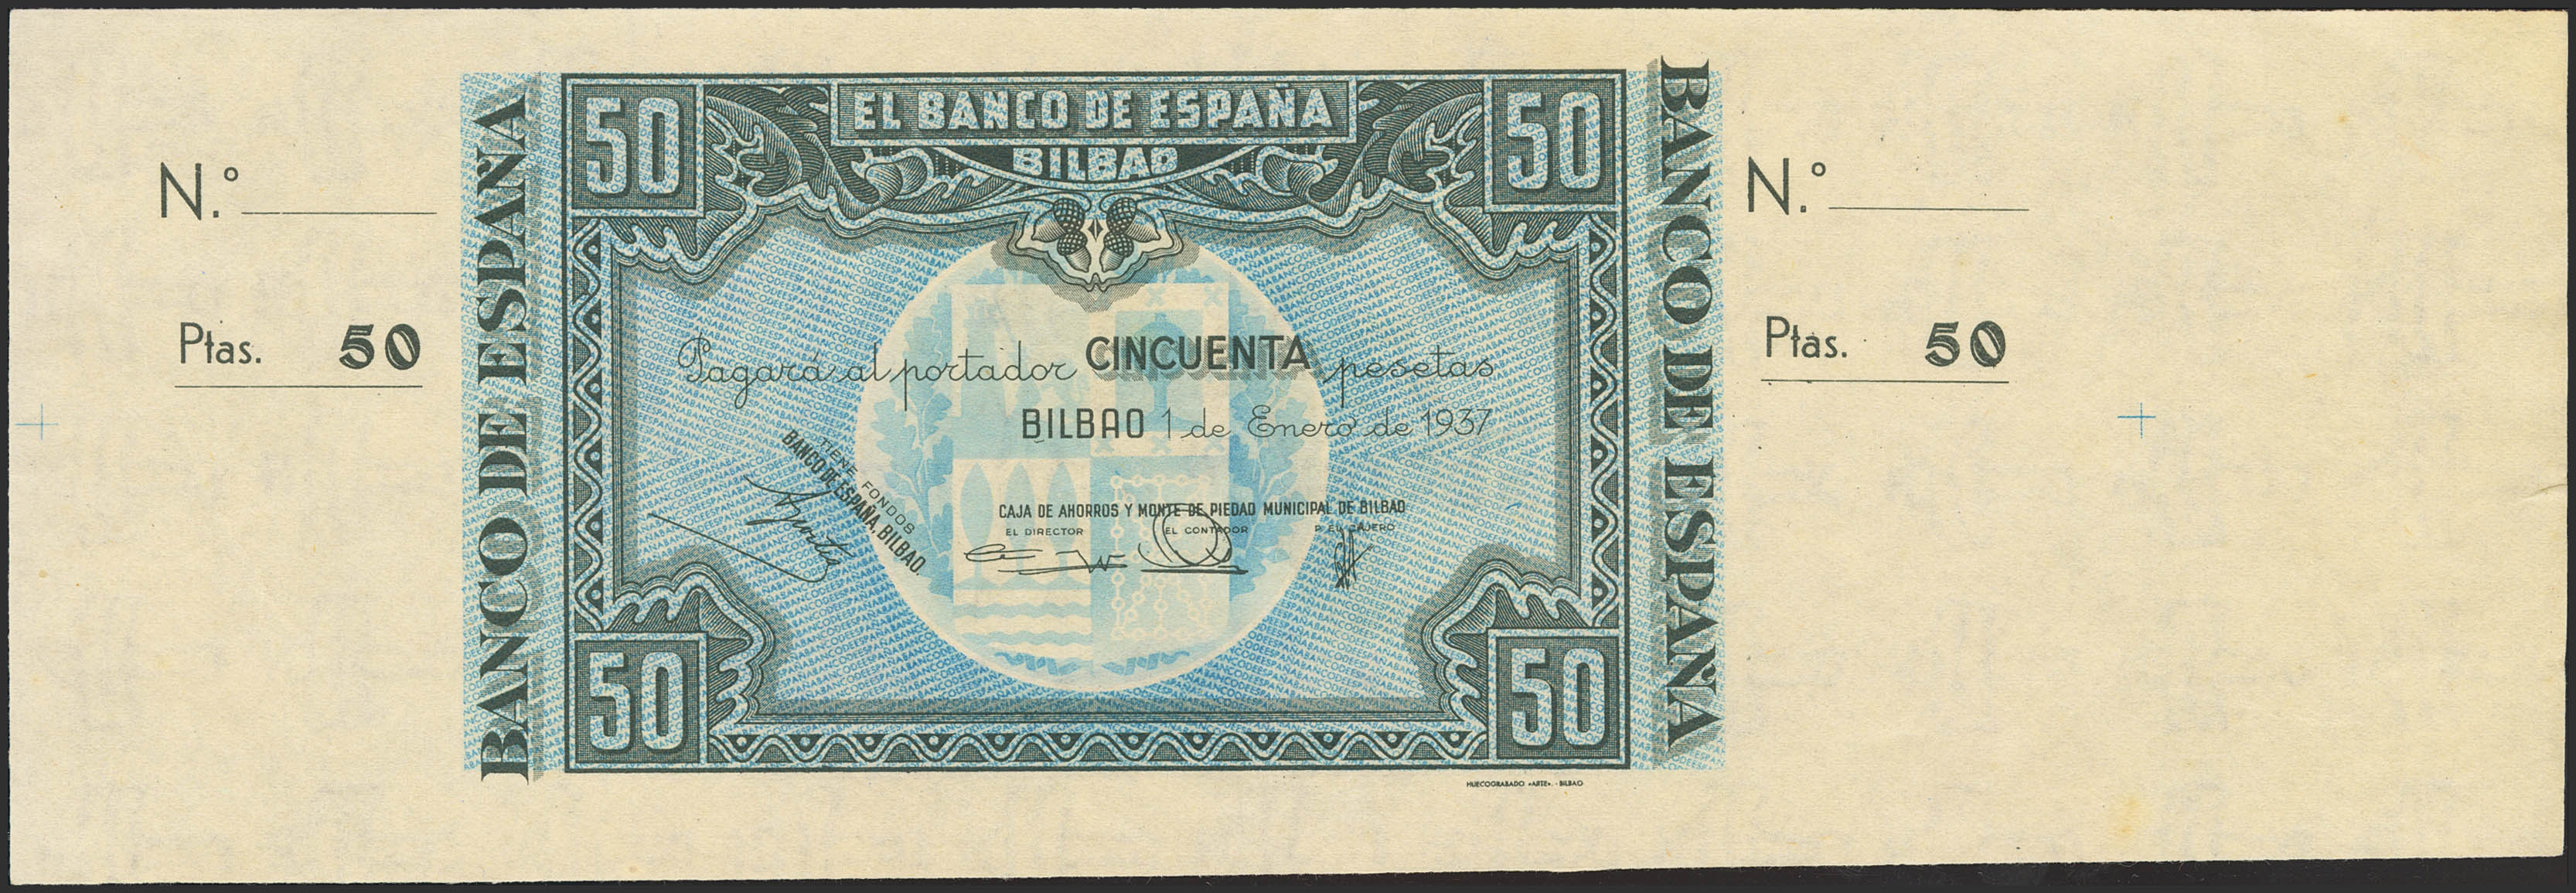 BANCO DE ESPAÑA
BANCO DE ESPAÑA
50
EL BANCO DE ESPAÑA
50
BILBAO
N.º
N.º
Ptas. 50
Ptas. 50
Pagará al portador CINCUENTA pesetas
BILBAO 1 de Enero de 1937
TIENE FONDOS
BANCO DE ESPAÑA, BILBAO.
CAJA DE AHORROS Y MONTE DE PIEDAD MUNICIPAL DE BILBAO
EL DIRECTOR EL CONTADOR P. EL CAJERO
50
50
HUECOGRABADO «ARTE». - BILBAO